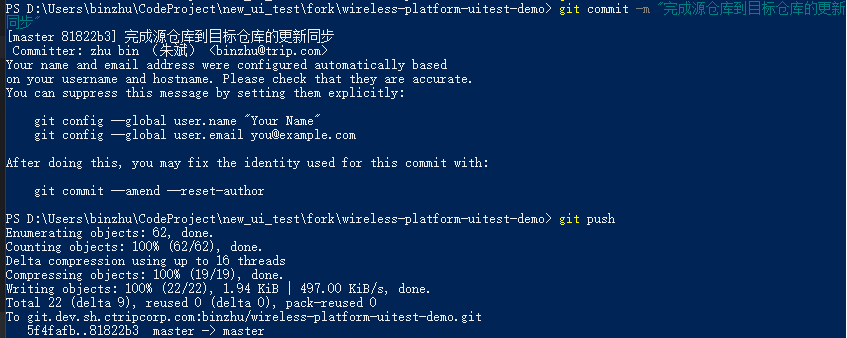 PS D:\Users\binzhu\CodeProject\new_ui_test\fork\wireless-platform-uitest-demo> git commit -m "完成源仓库到目标仓库的更新
同步"
[master 81822b3] 完成源仓库到目标仓库的更新同步
 Committer: zhu bin （朱斌） <binzhu@trip.com>
Your name and email address were configured automatically based
on your username and hostname. Please check that they are accurate.
You can suppress this message by setting them explicitly:
    git config --global user.name "Your Name"
    git config --global user.email you@example.com
After doing this, you may fix the identity used for this commit with:
    git commit --amend --reset-author
PS D:\Users\binzhu\CodeProject\new_ui_test\fork\wireless-platform-uitest-demo> git push
Enumerating objects: 62, done.
Counting objects: 100% (62/62), done.
Delta compression using up to 16 threads
Compressing objects: 100% (19/19), done.
Writing objects: 100% (22/22), 1.94 KiB | 497.00 KiB/s, done.
Total 22 (delta 9), reused 0 (delta 0), pack-reused 0
To git.dev.sh.ctripcorp.com:binzhu/wireless-platform-uitest-demo.git
   5f4fafb..81822b3  master -> master